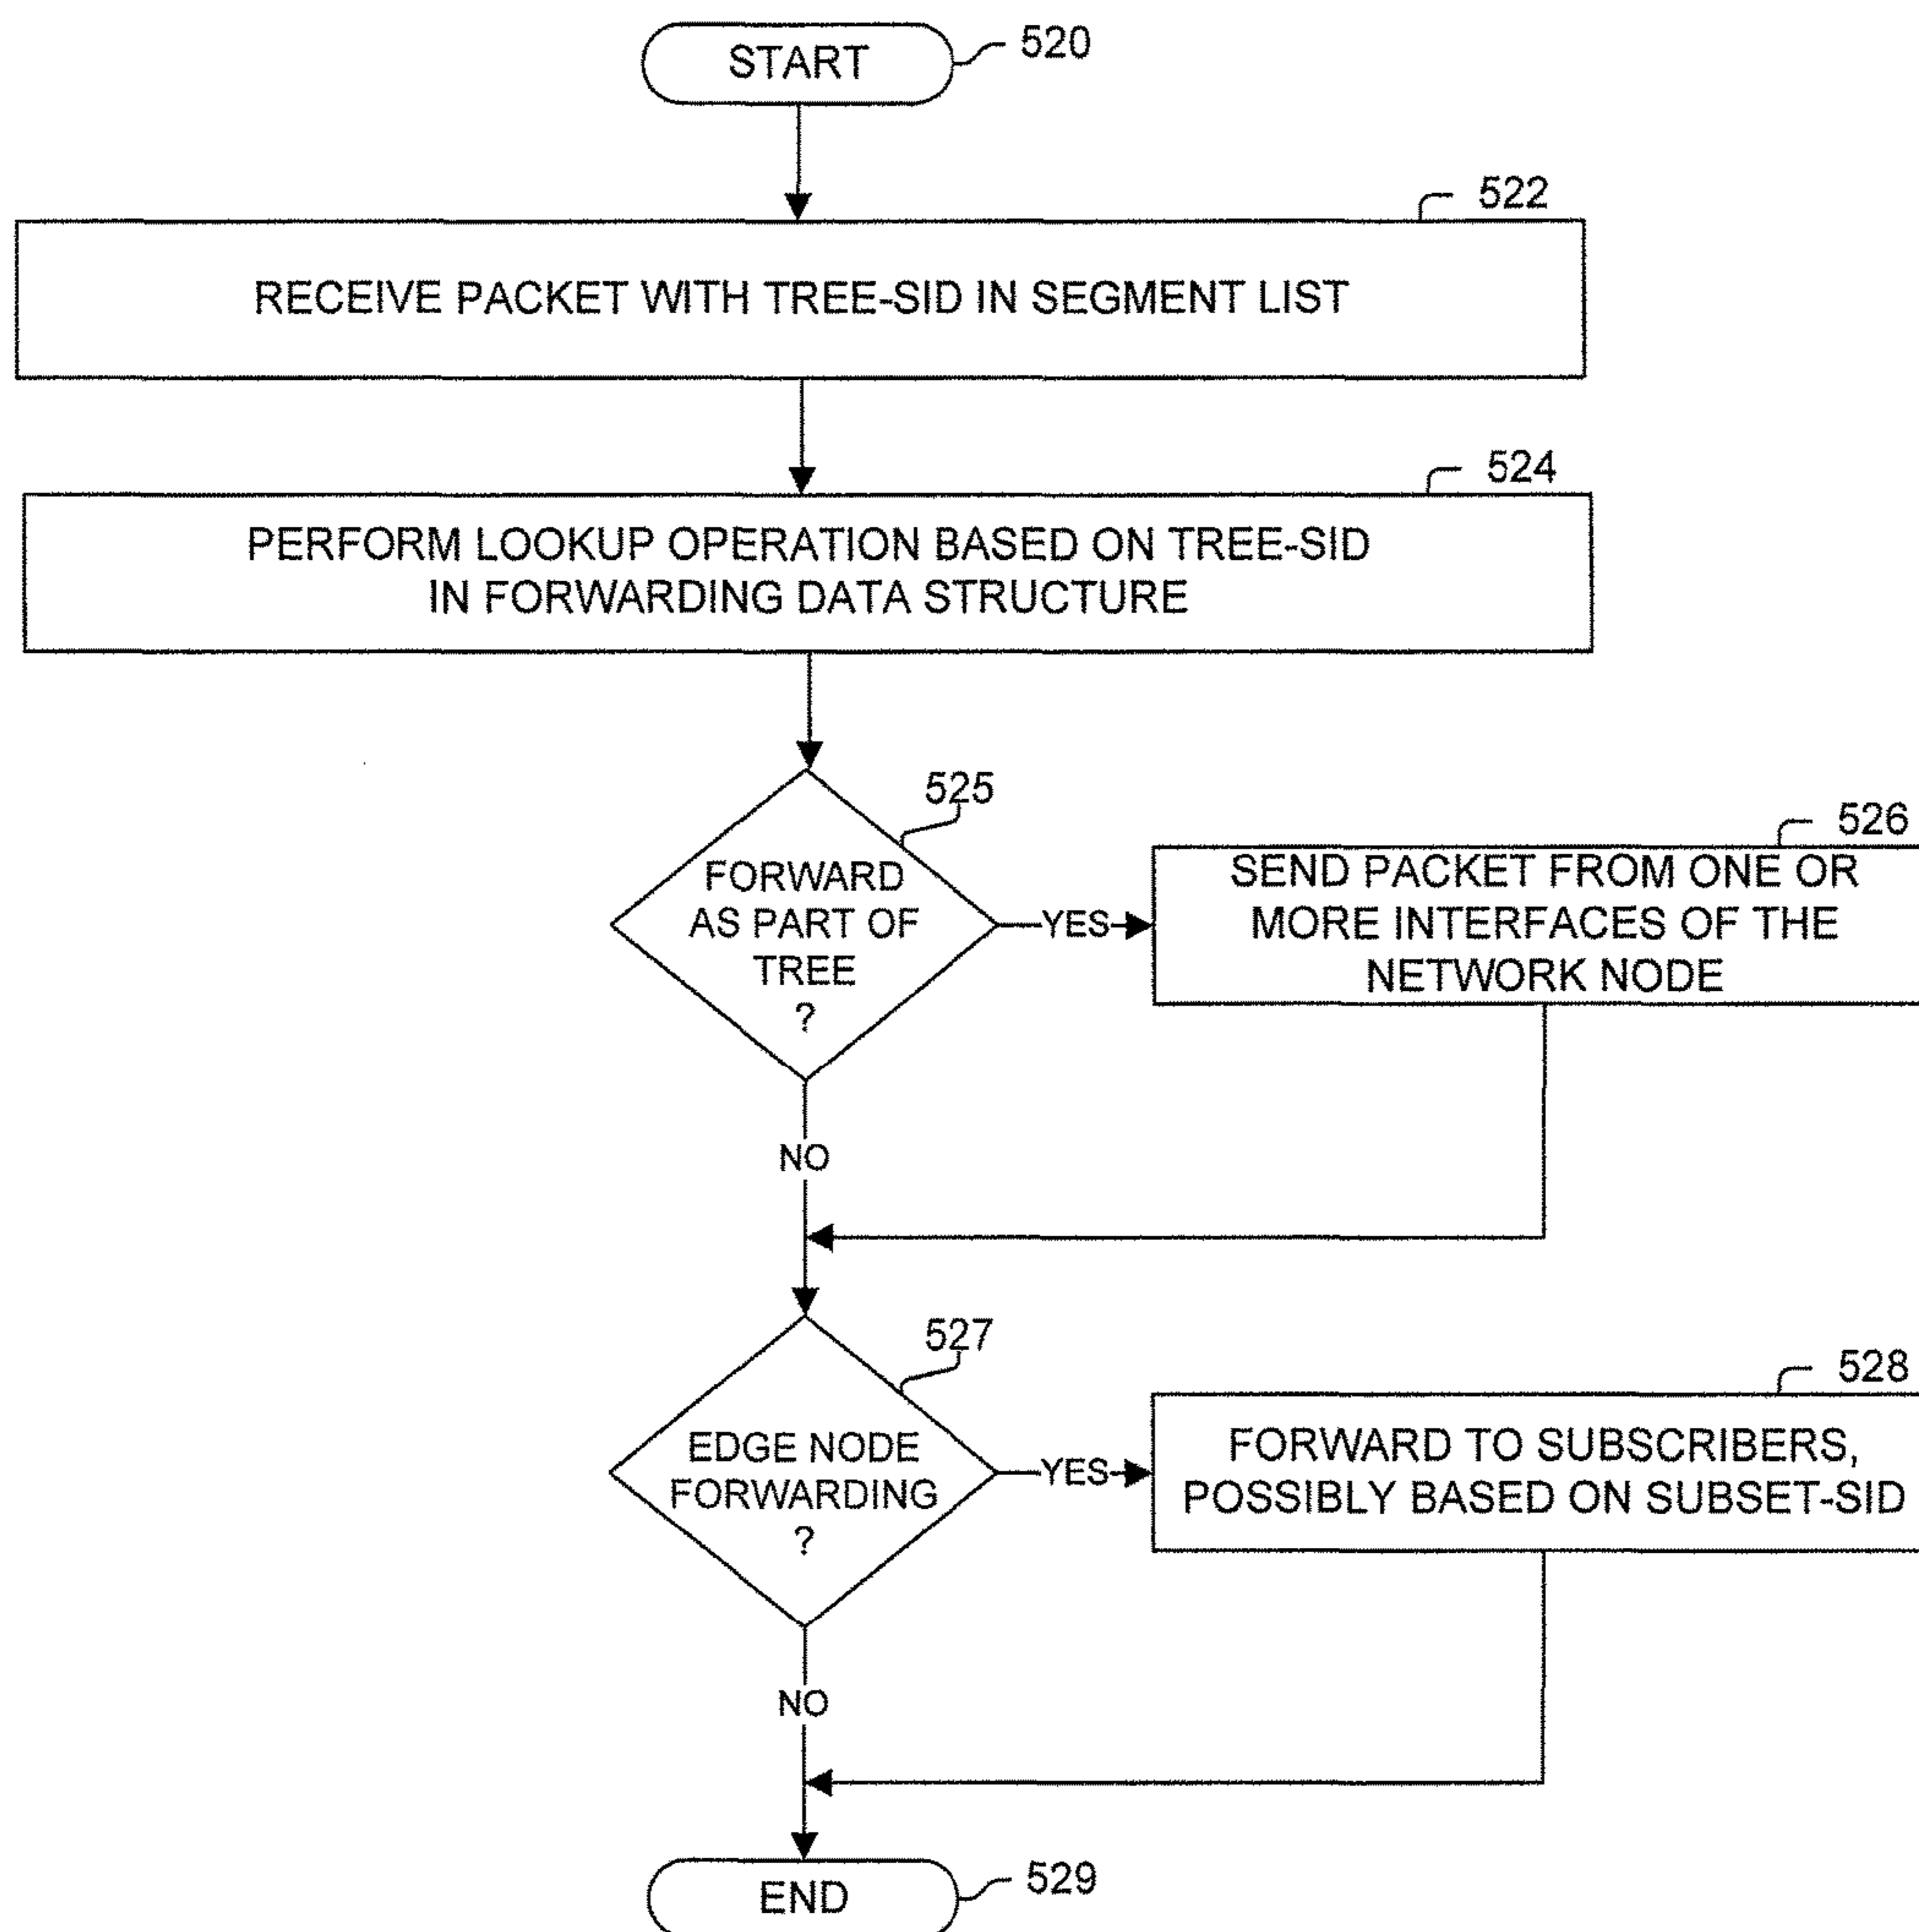 START
520
522
RECEIVE PACKET WITH TREE-SID IN SEGMENT LIST
524
PERFORM LOOKUP OPERATION BASED ON TREE-SID
IN FORWARDING DATA STRUCTURE
525
FORWARD
AS PART OF
TREE
?
YES
526
SEND PACKET FROM ONE OR
MORE INTERFACES OF THE
NETWORK NODE
NO
527
EDGE NODE
FORWARDING
?
YES
528
FORWARD TO SUBSCRIBERS,
POSSIBLY BASED ON SUBSET-SID
NO
END
529